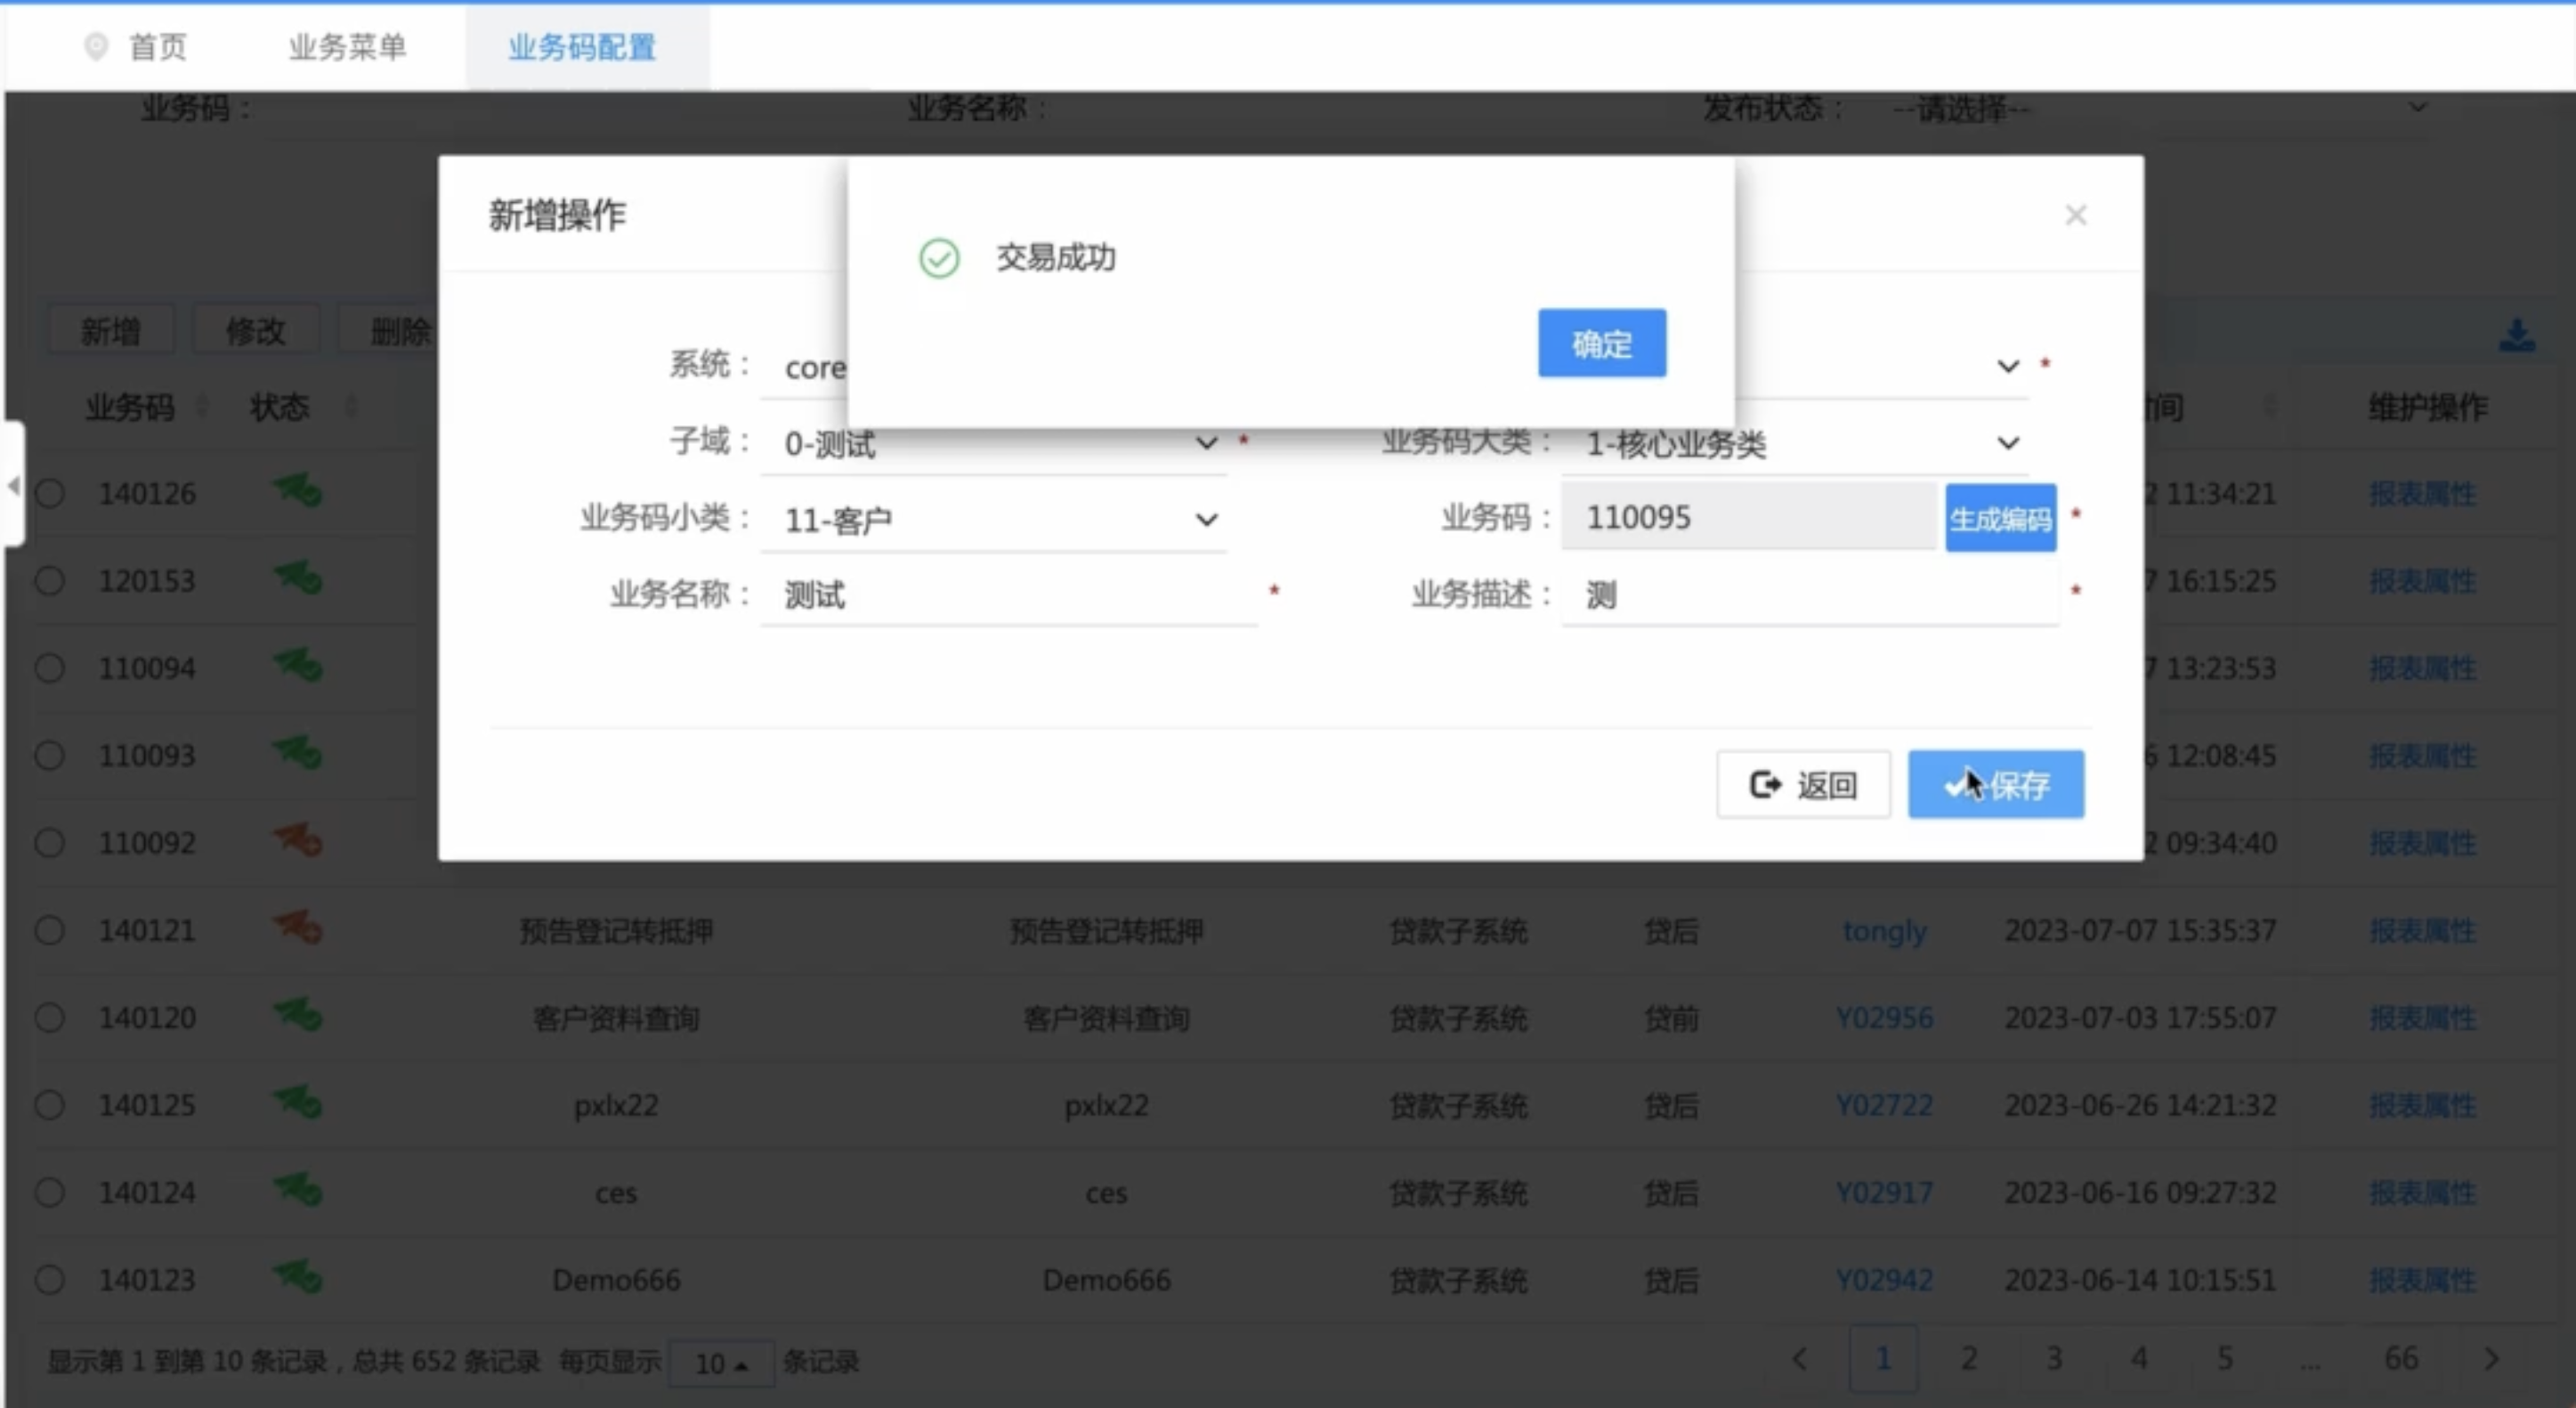 首页 业务菜单 业务码配置
业务码： 业务名称： 发布状态： --请选择--
新增操作 ×
交易成功
确定
新增 修改 删除
系统： core *
业务码 状态 间 维护操作
子域： 0-测试 * 业务码大类： 1-核心业务类
140126 2 11:34:21 报表属性
业务码小类： 11-客户 业务码： 110095 生成编码 *
120153 7 16:15:25 报表属性
业务名称： 测试 * 业务描述： 测 *
110094 7 13:23:53 报表属性
110093 6 12:08:45 报表属性
返回 保存
110092 2 09:34:40 报表属性
140121 预告登记转抵押 预告登记转抵押 贷款子系统 贷后 tongly 2023-07-07 15:35:37 报表属性
140120 客户资料查询 客户资料查询 贷款子系统 贷前 Y02956 2023-07-03 17:55:07 报表属性
140125 pxlx22 pxlx22 贷款子系统 贷后 Y02722 2023-06-26 14:21:32 报表属性
140124 ces ces 贷款子系统 贷后 Y02917 2023-06-16 09:27:32 报表属性
140123 Demo666 Demo666 贷款子系统 贷后 Y02942 2023-06-14 10:15:51 报表属性
显示第 1 到第 10 条记录，总共 652 条记录 每页显示 10 条记录 1 2 3 4 5 ... 66